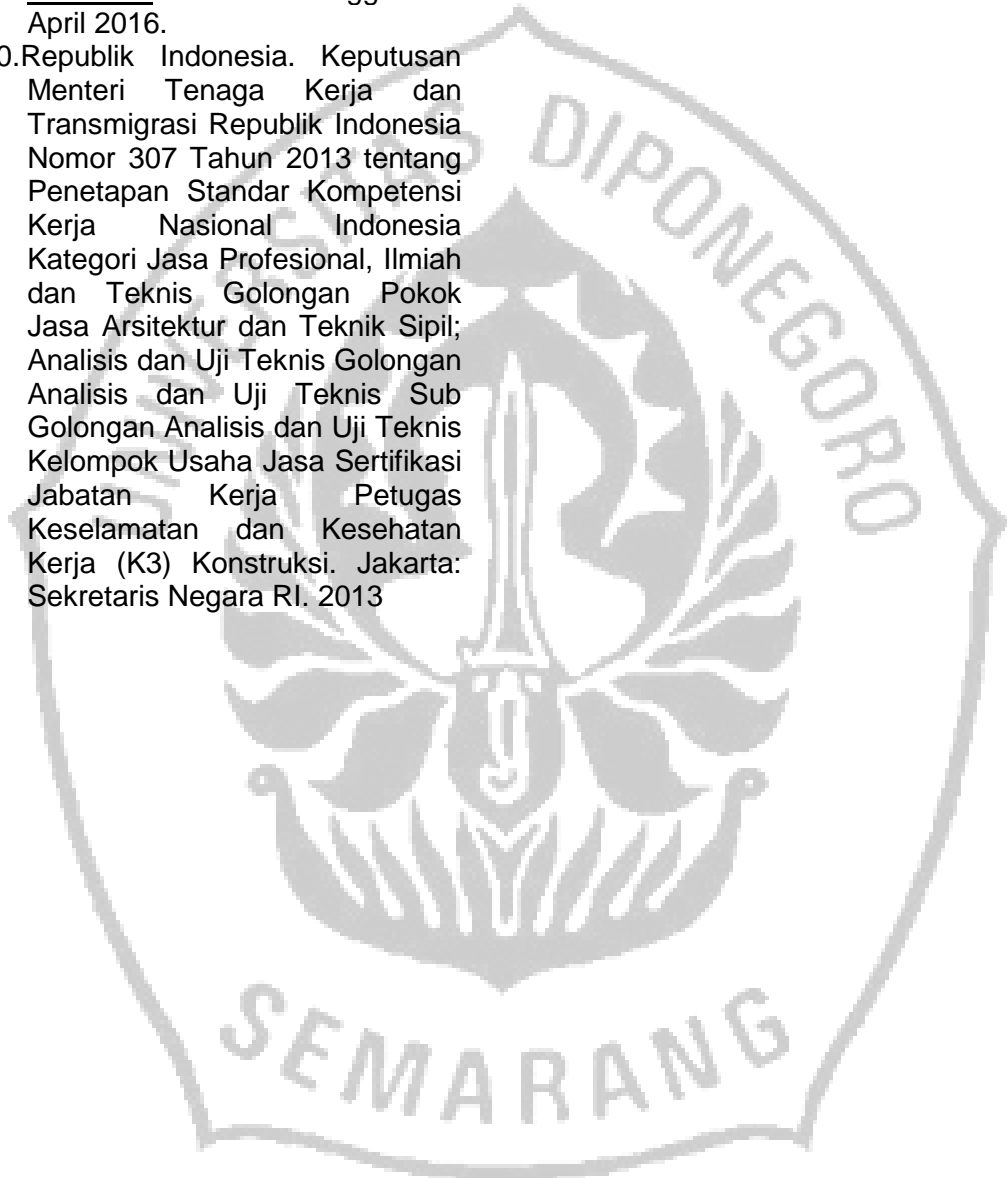 April 2016.
0.Republik Indonesia. Keputusan
Menteri Tenaga Kerja dan
Transmigrasi Republik Indonesia
Nomor 307 Tahun 2013 tentang
Penetapan Standar Kompetensi
Kerja Nasional Indonesia
Kategori Jasa Profesional, Ilmiah
dan Teknis Golongan Pokok
Jasa Arsitektur dan Teknik Sipil;
Analisis dan Uji Teknis Golongan
Analisis dan Uji Teknis Sub
Golongan Analisis dan Uji Teknis
Kelompok Usaha Jasa Sertifikasi
Jabatan Kerja Petugas
Keselamatan dan Kesehatan
Kerja (K3) Konstruksi. Jakarta:
Sekretaris Negara RI. 2013
UNIVERSITAS DIPONEGORO
SEMARANG